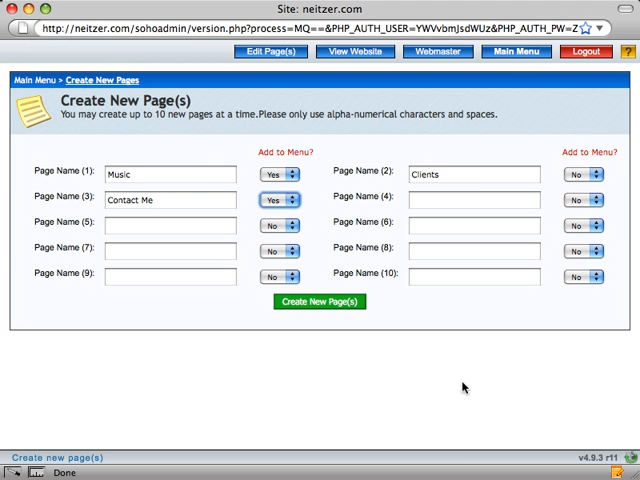 Site: neitzer.com
http://neitzer.com/sohoadmin/version.php?process=MQ==&PHP_AUTH_USER=YWVvbmJsdWUz&PHP_AUTH_PW=Z
Edit Page(s) View Website Webmaster Main Menu Logout ?
Main Menu > Create New Pages
Create New Page(s)
You may create up to 10 new pages at a time.Please only use alpha-numerical characters and spaces.
Add to Menu? Add to Menu?
Page Name (1): Music Yes Page Name (2): Clients No
Page Name (3): Contact Me Yes Page Name (4): No
Page Name (5): No Page Name (6): No
Page Name (7): No Page Name (8): No
Page Name (9): No Page Name (10): No
Create New Page(s)
Create new page(s) v4.9.3 r11
Done